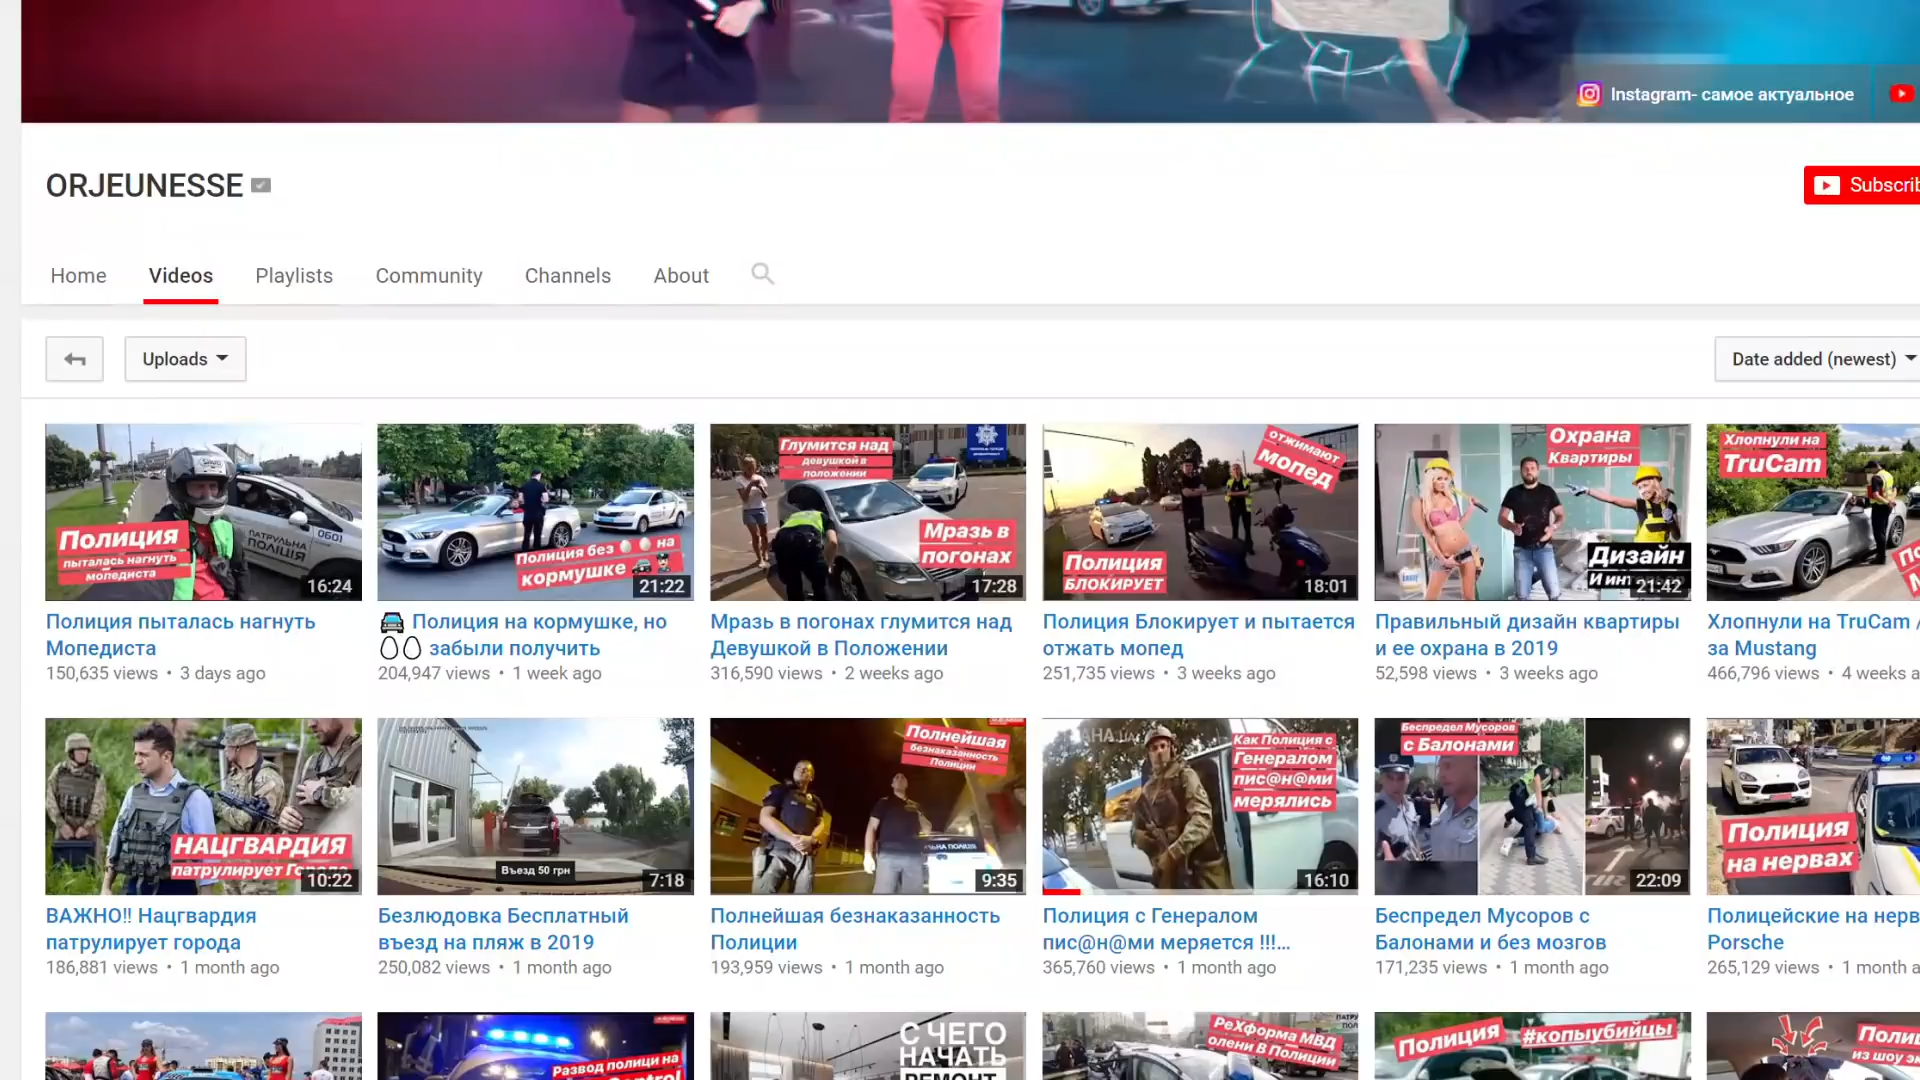 Instagram- самое актуальное
ORJEUNESSE
Subscrib
Home Videos Playlists Community Channels About
Uploads
Date added (newest)
Полиция
пыталась нагнуть
мопедиста
ПАТРУЛЬНА
ПОЛІЦІЯ
0601
16:24
Полиция без на
кормушке
21:22
Глумится над
девушкой в
положении
Мразь в
погонах
17:28
отжимают
мопед
Полиция
БЛОКИРУЕТ
18:01
Охрана
Квартиры
Дизайн
21:42
Хлопнули на
TruCam
Полиция пыталась нагнуть
Мопедиста
150,635 views • 3 days ago
Полиция на кормушке, но
забыли получить
204,947 views • 1 week ago
Мразь в погонах глумится над
Девушкой в Положении
316,590 views • 2 weeks ago
Полиция Блокирует и пытается
отжать мопед
251,735 views • 3 weeks ago
Правильный дизайн квартиры
и ее охрана в 2019
52,598 views • 3 weeks ago
Хлопнули на TruCam /
за Mustang
466,796 views • 4 weeks a
НАЦГВАРДИЯ
патрулирует
10:22
Въезд 50 грн
7:18
Полнейшая
безнаказанность
Полиции
9:35
Как Полиция с
Генералом
пис@н@ми
мерялись
16:10
Беспредел Мусоров
с Балонами
22:09
Полиция
на нервах
ВАЖНО!! Нацгвардия
патрулирует города
186,881 views • 1 month ago
Безлюдовка Бесплатный
въезд на пляж в 2019
250,082 views • 1 month ago
Полнейшая безнаказанность
Полиции
193,959 views • 1 month ago
Полиция с Генералом
пис@н@ми меряется !!!...
365,760 views • 1 month ago
Беспредел Мусоров с
Балонами и без мозгов
171,235 views • 1 month ago
Полицейские на нерв
Porsche
265,129 views • 1 month a
Развод полици на
С ЧЕГО
НАЧАТЬ
РЕМОНТ
РеХформа МВД
олени В Полиции
Полиция #копыубийцы
Поли
из шоу эк